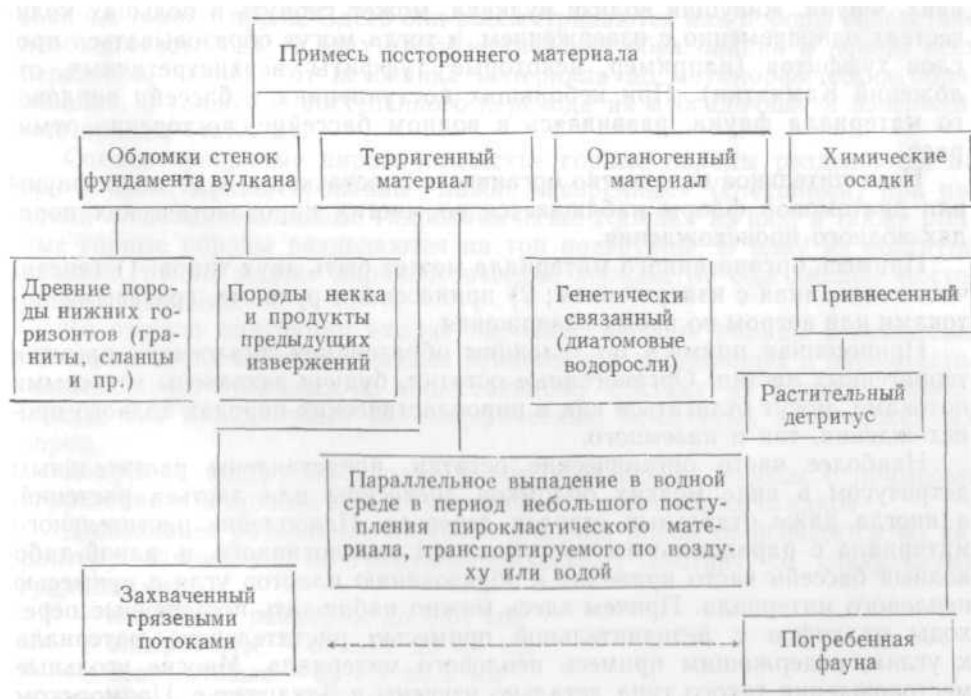 Примесь постороннего материала
Обломки стенок
фундамента вулкана
Терригенный
материал
Органогенный
материал
Химические
осадки
Древние поро-
ды нижних го-
ризонтов (гра-
ниты, сланцы
и пр.)
Породы некка
и продукты
предыдущих
извержений
Генетически
связанный
(диатомовые
водоросли)
Привнесенный
Растительный
детритус
Параллельное выпадение в водной
среде в период небольшого посту-
пления пирокластического мате-
риала, транспортируемого по возду-
ху или водой
Захваченный
грязевыми
потоками
Погребенная
фауна